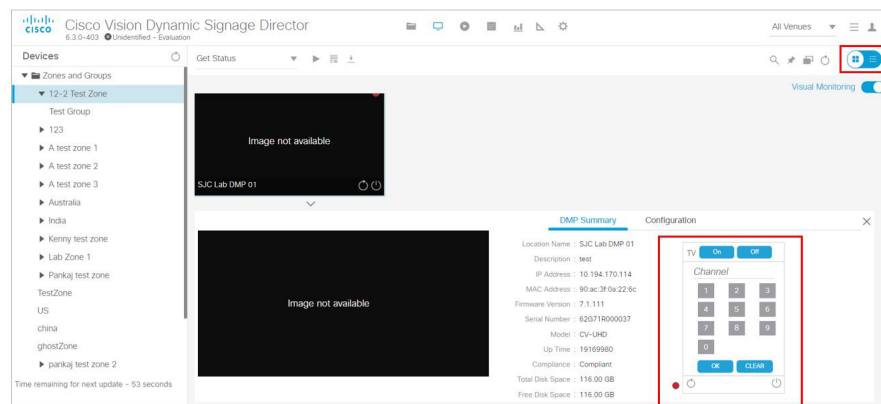 CISCO
Cisco Vision Dynamic Signage Director
6.3.0-403 Unidentified - Evaluation
All Venues
Devices
Get Status
Visual Monitoring
Zones and Groups
12-2 Test Zone
Test Group
123
A test zone 1
A test zone 2
A test zone 3
Australia
India
Kenny test zone
Lab Zone 1
Pankaj test zone
TestZone
US
china
ghostZone
pankaj test zone 2
Time remaining for next update - 53 seconds
Image not available
SJC Lab DMP 01
Image not available
DMP Summary
Configuration
Location Name : SJC Lab DMP 01
Description : test
IP Address : 10.194.170.114
MAC Address : 90:ac:3f:0a:22:6c
Firmware Version : 7.1.111
Serial Number : 62G71R000037
Model : CV-UHD
Up Time : 19169980
Compliance : Compliant
Total Disk Space : 116.00 GB
Free Disk Space : 116.00 GB
TV On Off
Channel
1 2 3
4 5 6
7 8 9
0
OK CLEAR